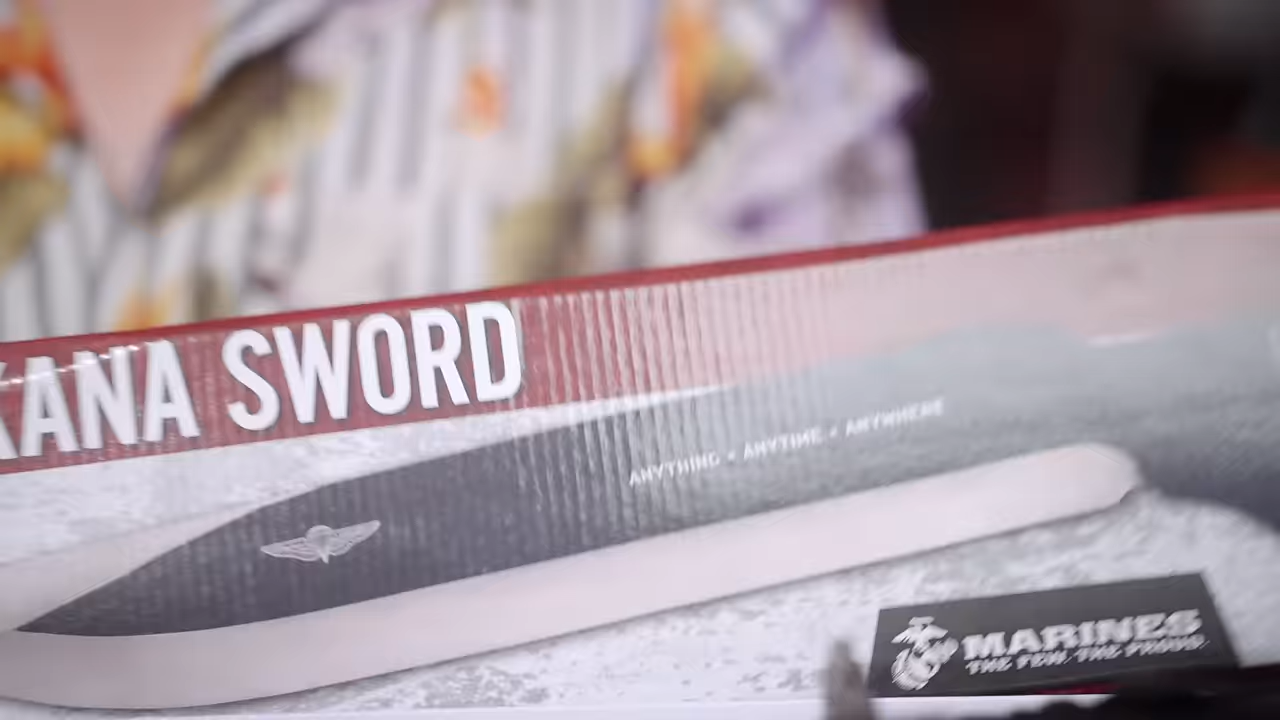 KANA SWORD
ANYTHING • ANYTIME • ANYWHERE
MARINES
THE FEW. THE PROUD.